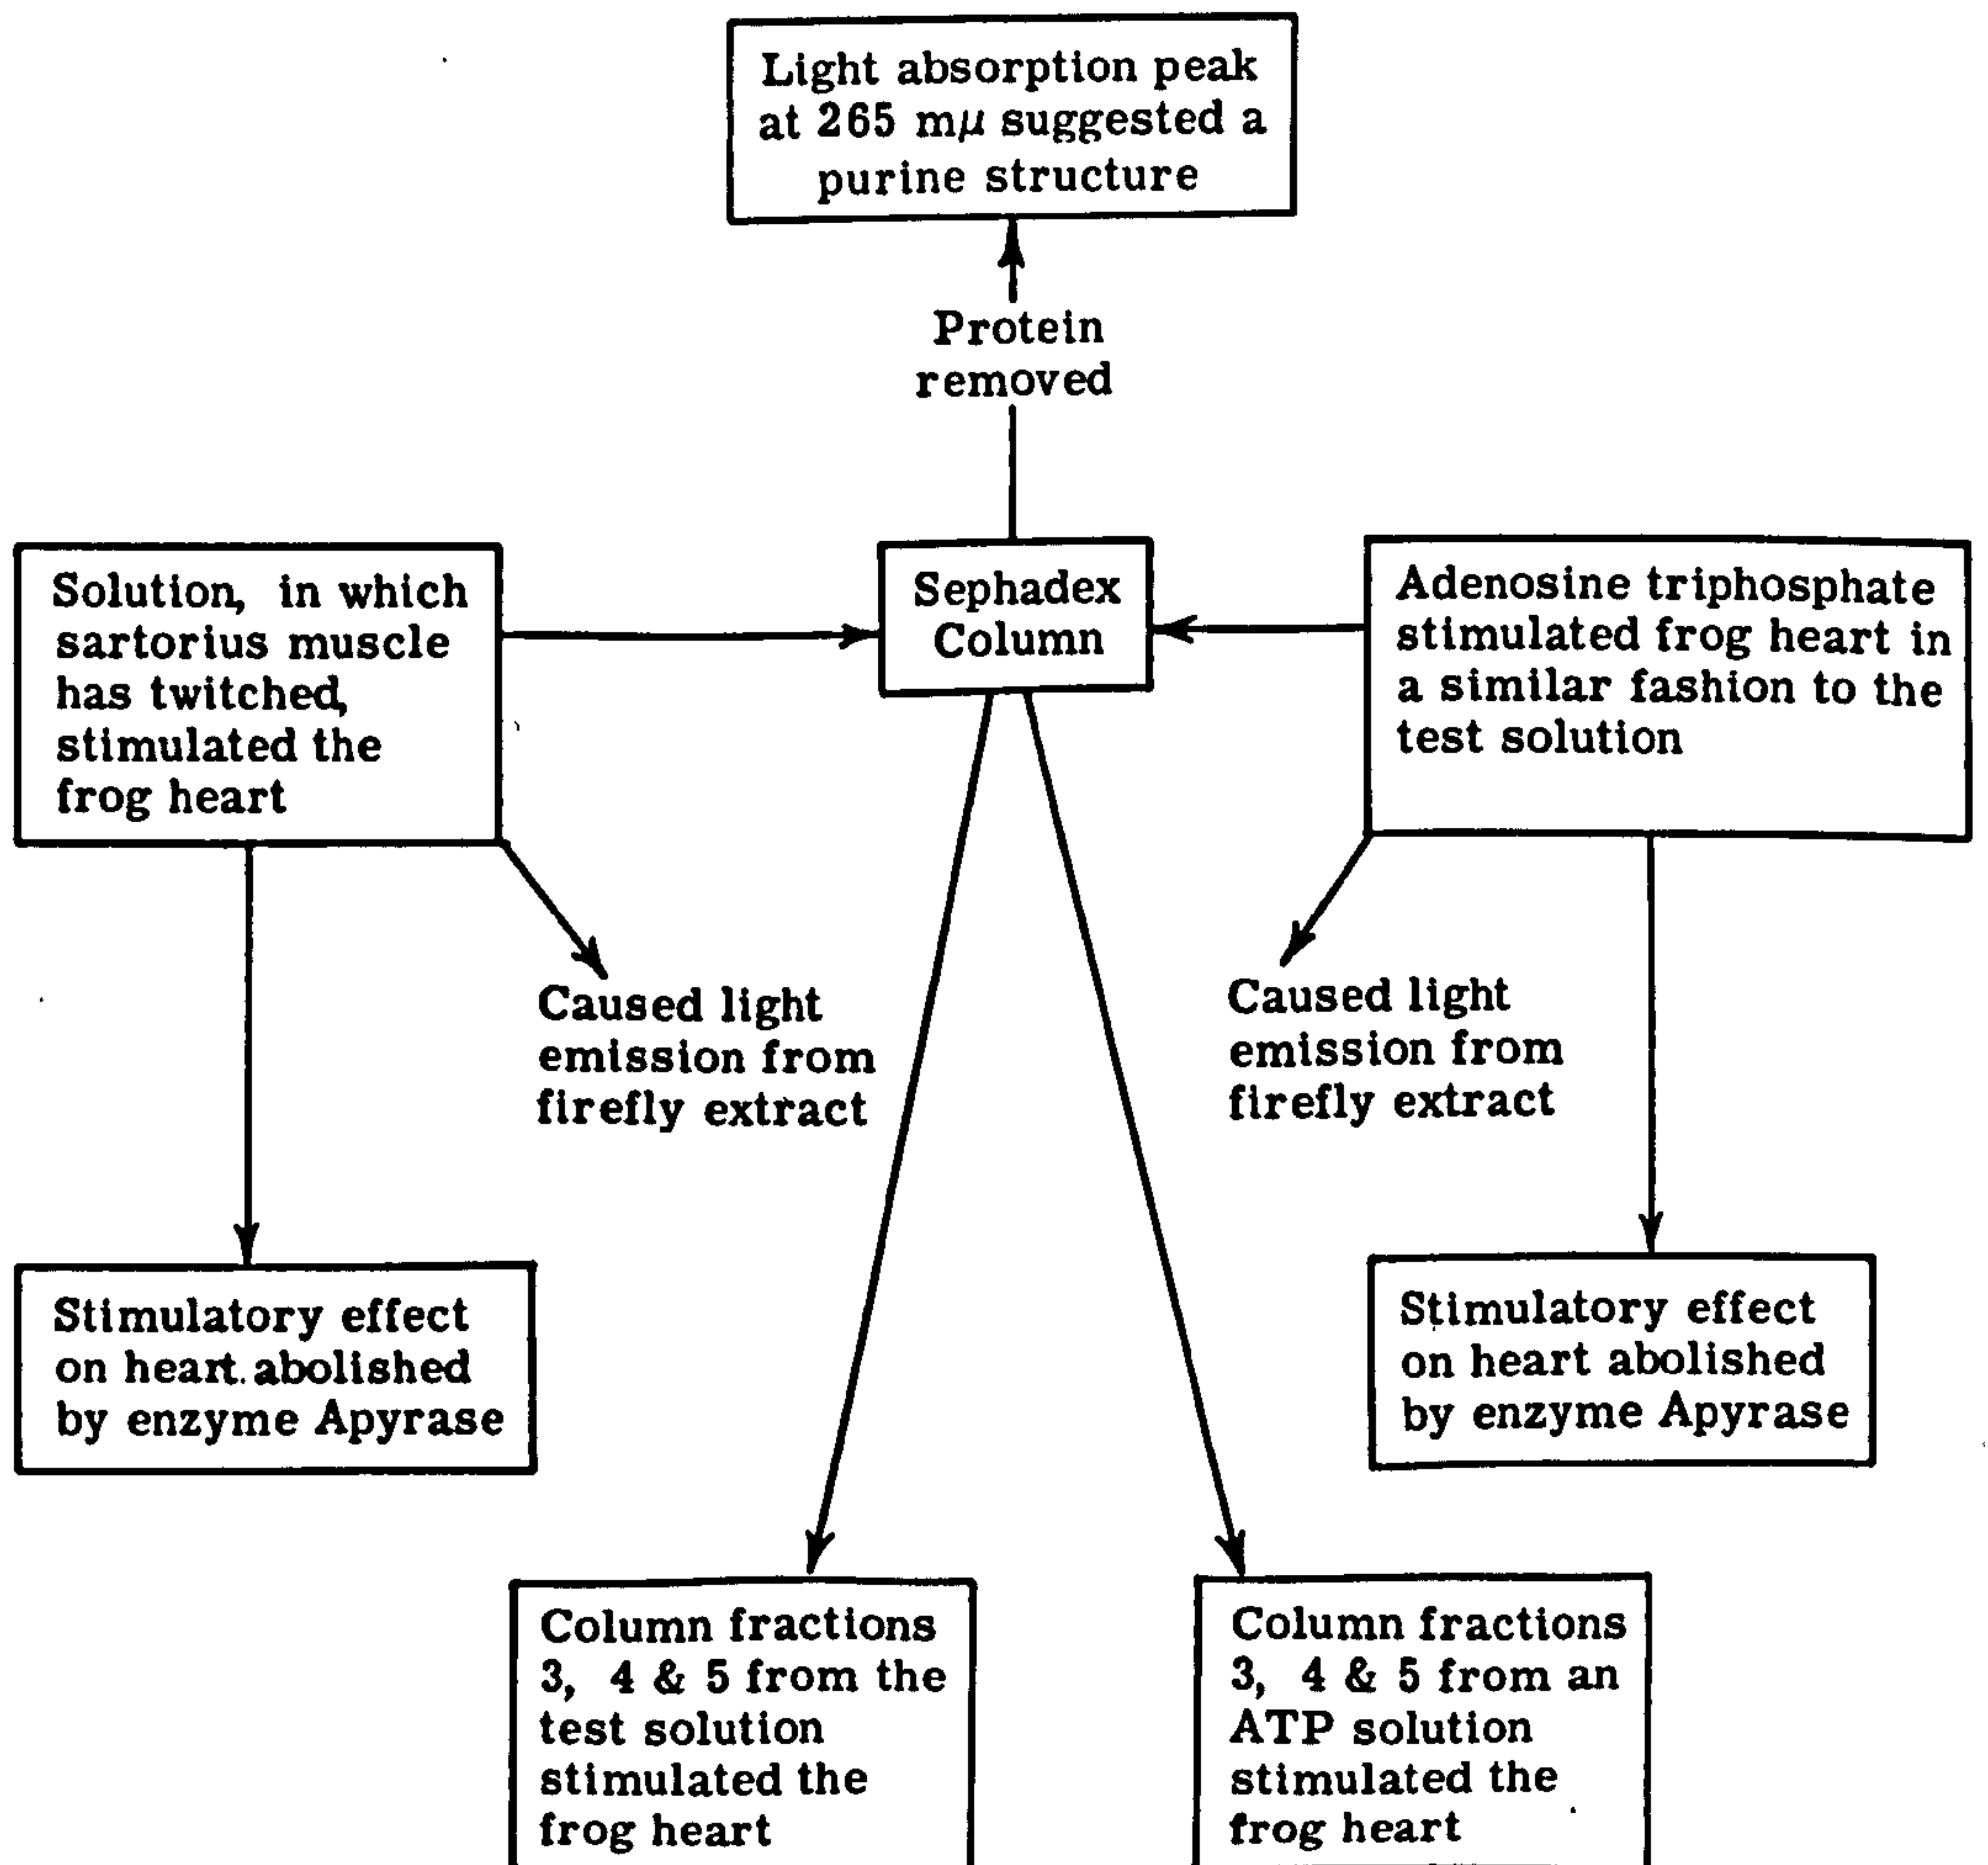 Light absorption peak
at 265 mμ suggested a
purine structure
Protein
removed
Solution, in which
sartorius muscle
has twitched,
stimulated the
frog heart
Sephadex
Column
Adenosine triphosphate
stimulated frog heart in
a similar fashion to the
test solution
Caused light
emission from
firefly extract
Caused light
emission from
firefly extract
Stimulatory effect
on heart abolished
by enzyme Apyrase
Stimulatory effect
on heart abolished
by enzyme Apyrase
Column fractions
3, 4 & 5 from the
test solution
stimulated the
frog heart
Column fractions
3, 4 & 5 from an
ATP solution
stimulated the
frog heart